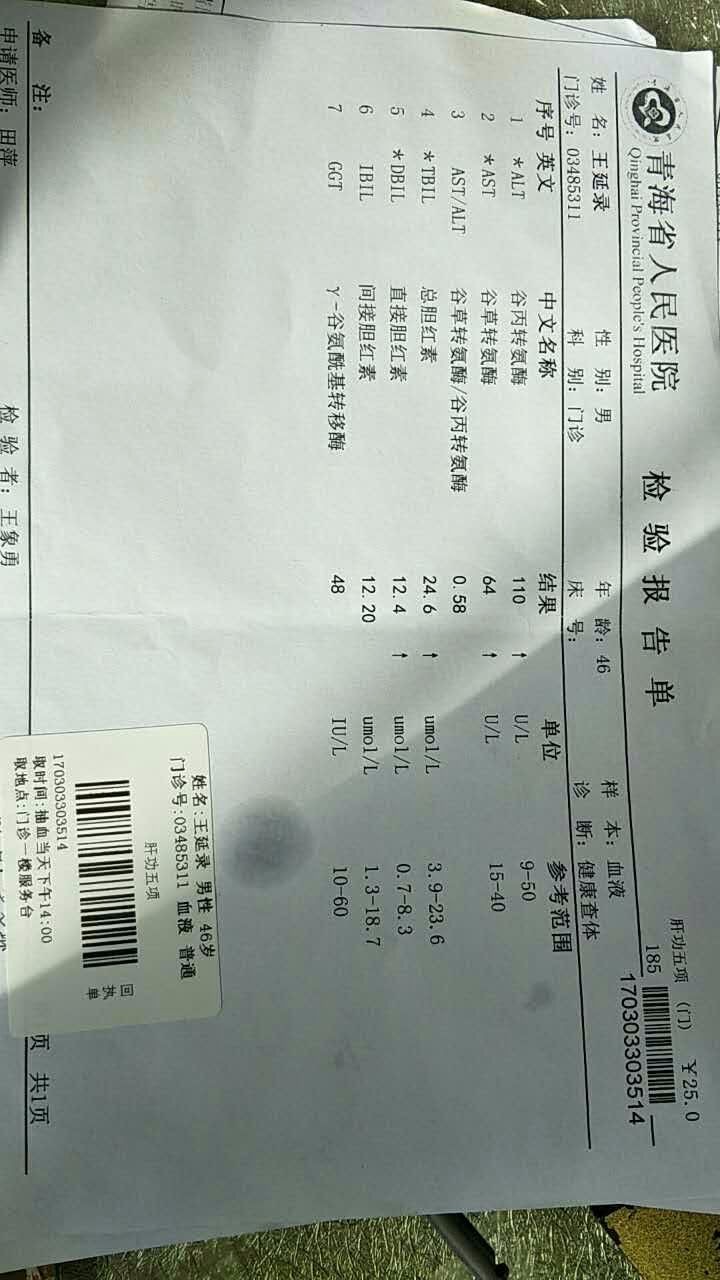 肝功五项 (门) ¥25.0
青海省人民医院 检验报告单
Qinghai Provincial People's Hospital
185
170303303514
姓 名: 王延录 性 别: 男 年 龄: 46 样 本: 血液
门诊号: 03485311 科 别: 门诊 床 号: 诊 断: 健康查体
序号 英文 中文名称 结果 单位 参考范围
1 *ALT 谷丙转氨酶 110 ↑ U/L 9-50
2 *AST 谷草转氨酶 64 ↑ U/L 15-40
3 AST/ALT 谷草转氨酶/谷丙转氨酶 0.58
4 *TBIL 总胆红素 24.6 ↑ umol/L 3.9-23.6
5 *DBIL 直接胆红素 12.4 ↑ umol/L 0.7-8.3
6 IBIL 间接胆红素 12.20 umol/L 1.3-18.7
7 GGT γ-谷氨酰基转移酶 48 IU/L 10-60
姓名:王延录 男性 46岁
门诊号:03485311 血液 普通
肝功五项
回执单
170303303514
取时间:抽血当天下午14:00
取地点:门诊一楼服务台
备 注:
页 共1页
申请医师: 田萍 检 验 者: 王象勇